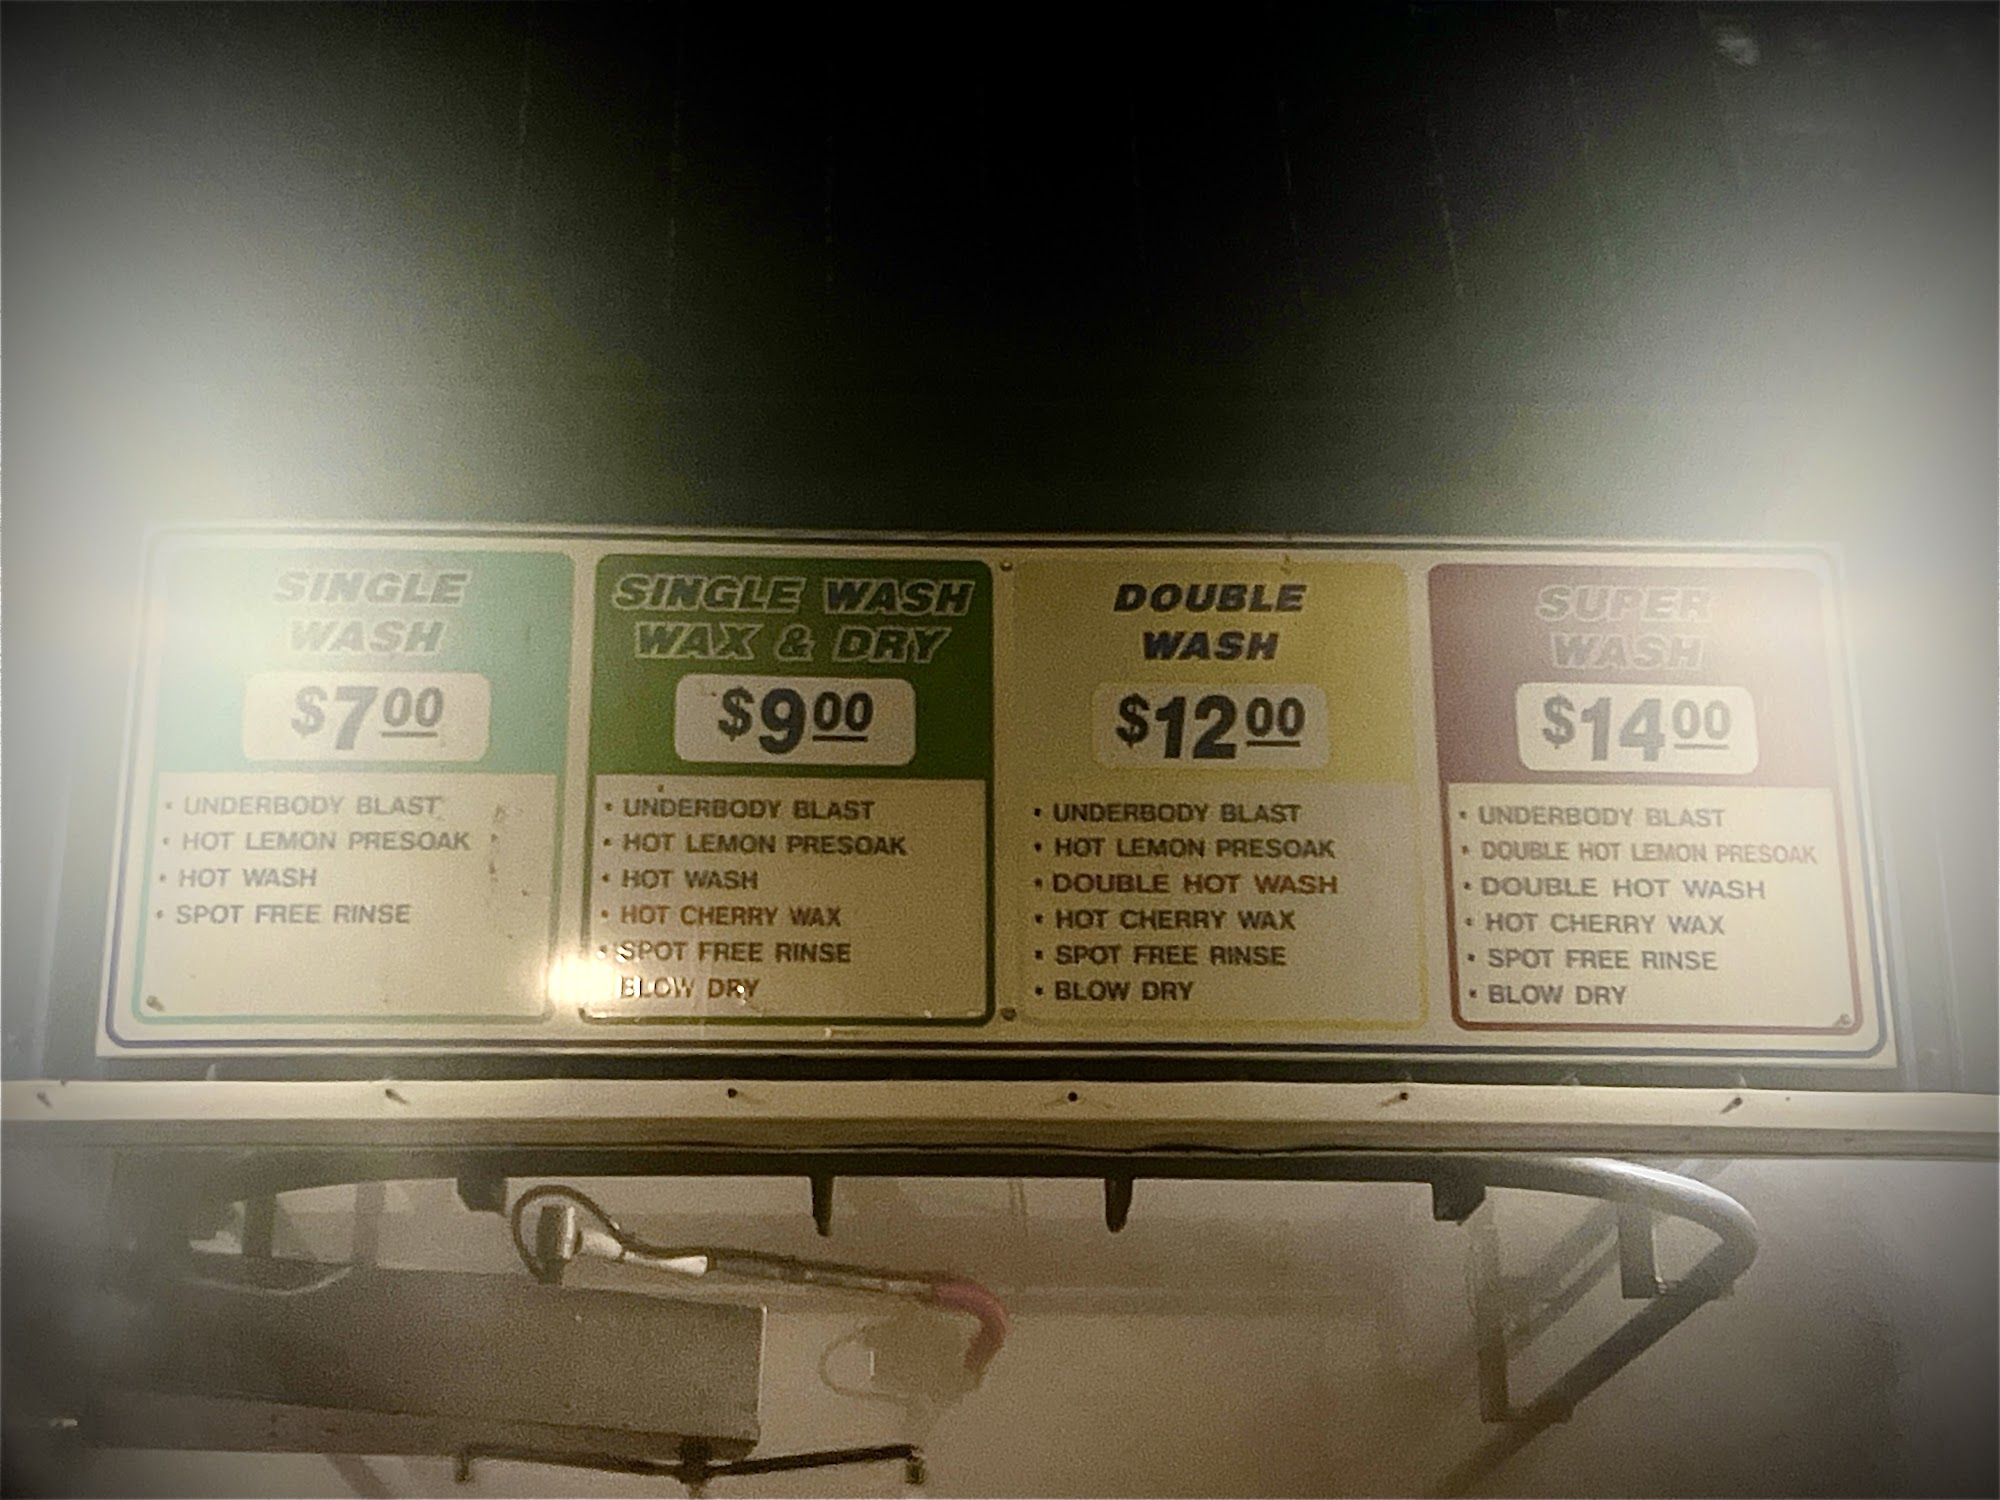 SINGLE
WASH
$7.00
• UNDERBODY BLAST
• HOT LEMON PRESOAK
• HOT WASH
• SPOT FREE RINSE
SINGLE WASH
WAX & DRY
$9.00
• UNDERBODY BLAST
• HOT LEMON PRESOAK
• HOT WASH
• HOT CHERRY WAX
• SPOT FREE RINSE
BLOW DRY
DOUBLE
WASH
$12.00
• UNDERBODY BLAST
• HOT LEMON PRESOAK
• DOUBLE HOT WASH
• HOT CHERRY WAX
• SPOT FREE RINSE
• BLOW DRY
SUPER
WASH
$14.00
• UNDERBODY BLAST
• DOUBLE HOT LEMON PRESOAK
• DOUBLE HOT WASH
• HOT CHERRY WAX
• SPOT FREE RINSE
• BLOW DRY